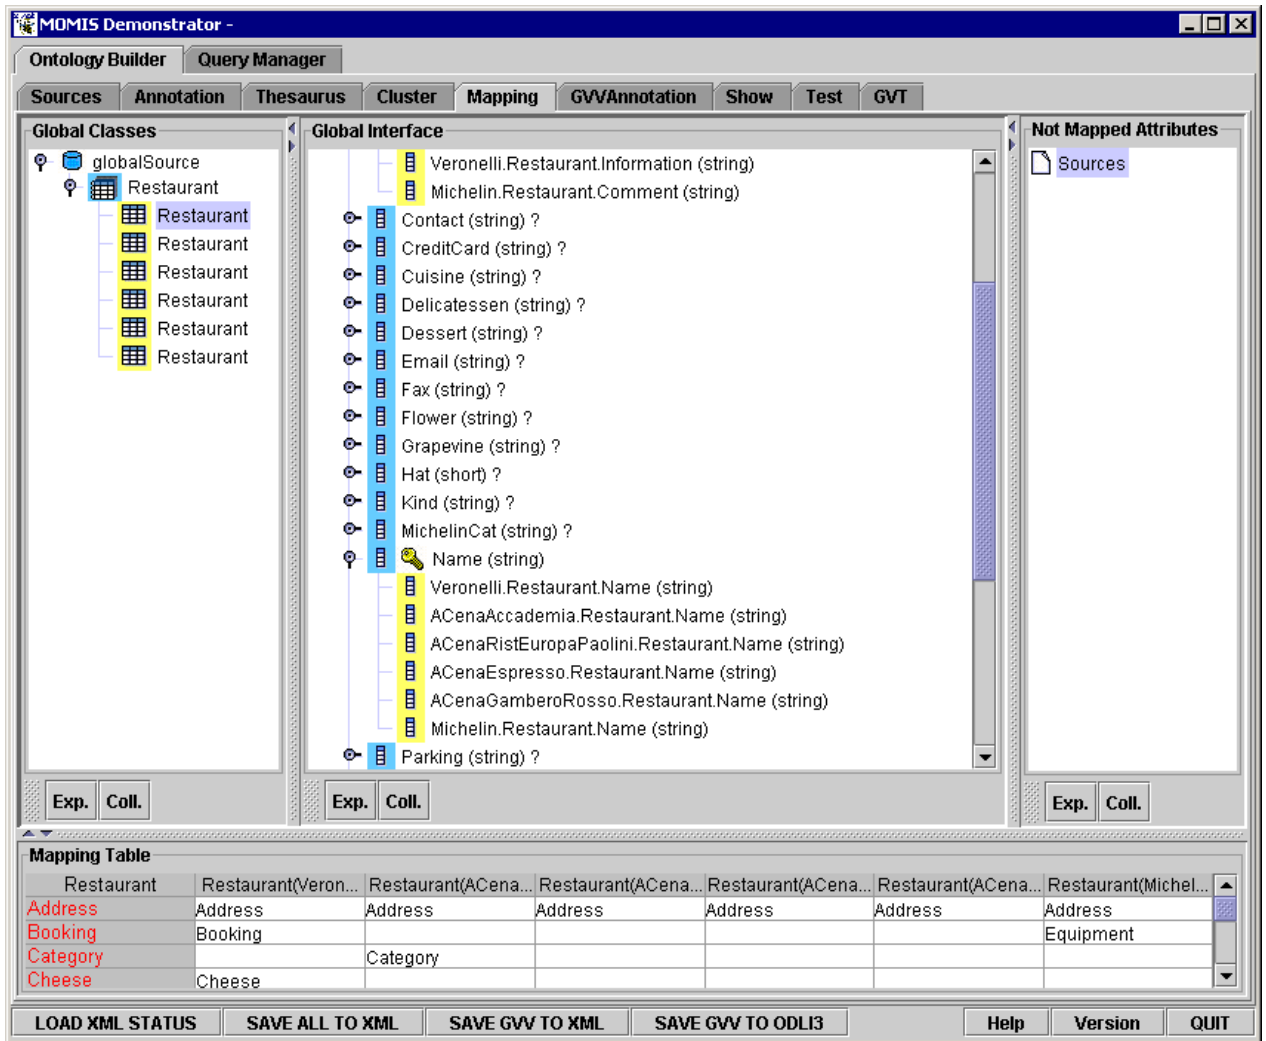 MOMIS Demonstrator -
Ontology Builder Query Manager
Sources Annotation Thesaurus Cluster Mapping GVVAnnotation Show Test GVT
Global Classes
globalSource
Restaurant
Restaurant
Restaurant
Restaurant
Restaurant
Restaurant
Restaurant
Exp. Coll.
Global Interface
Veronelli.Restaurant.Information (string)
Michelin.Restaurant.Comment (string)
Contact (string) ?
CreditCard (string) ?
Cuisine (string) ?
Delicatessen (string) ?
Dessert (string) ?
Email (string) ?
Fax (string) ?
Flower (string) ?
Grapevine (string) ?
Hat (short) ?
Kind (string) ?
MichelinCat (string) ?
Name (string)
Veronelli.Restaurant.Name (string)
ACenaAccademia.Restaurant.Name (string)
ACenaRistEuropaPaolini.Restaurant.Name (string)
ACenaEspresso.Restaurant.Name (string)
ACenaGamberoRosso.Restaurant.Name (string)
Michelin.Restaurant.Name (string)
Parking (string) ?
Exp. Coll.
Not Mapped Attributes
Sources
Exp. Coll.
Mapping Table
Restaurant Restaurant(Veron... Restaurant(ACena... Restaurant(ACena... Restaurant(ACena... Restaurant(ACena... Restaurant(Michel...
Address Address Address Address Address Address Address
Booking Booking Equipment
Category Category
Cheese Cheese
LOAD XML STATUS SAVE ALL TO XML SAVE GVV TO XML SAVE GVV TO ODLI3 Help Version QUIT